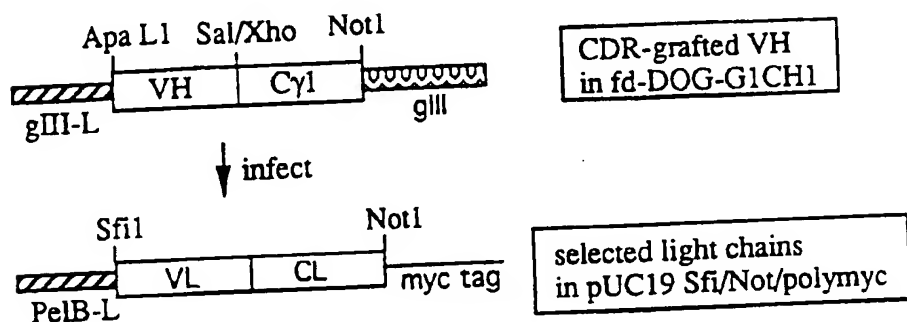 Apa L1 Sal/Xho Not1
VH Cγ1
gIII-L gIII
CDR-grafted VH
in fd-DOG-G1CH1
infect
Sfi1 Not1
VL CL myc tag
PelB-L
selected light chains
in pUC19 Sfi/Not/polymyc